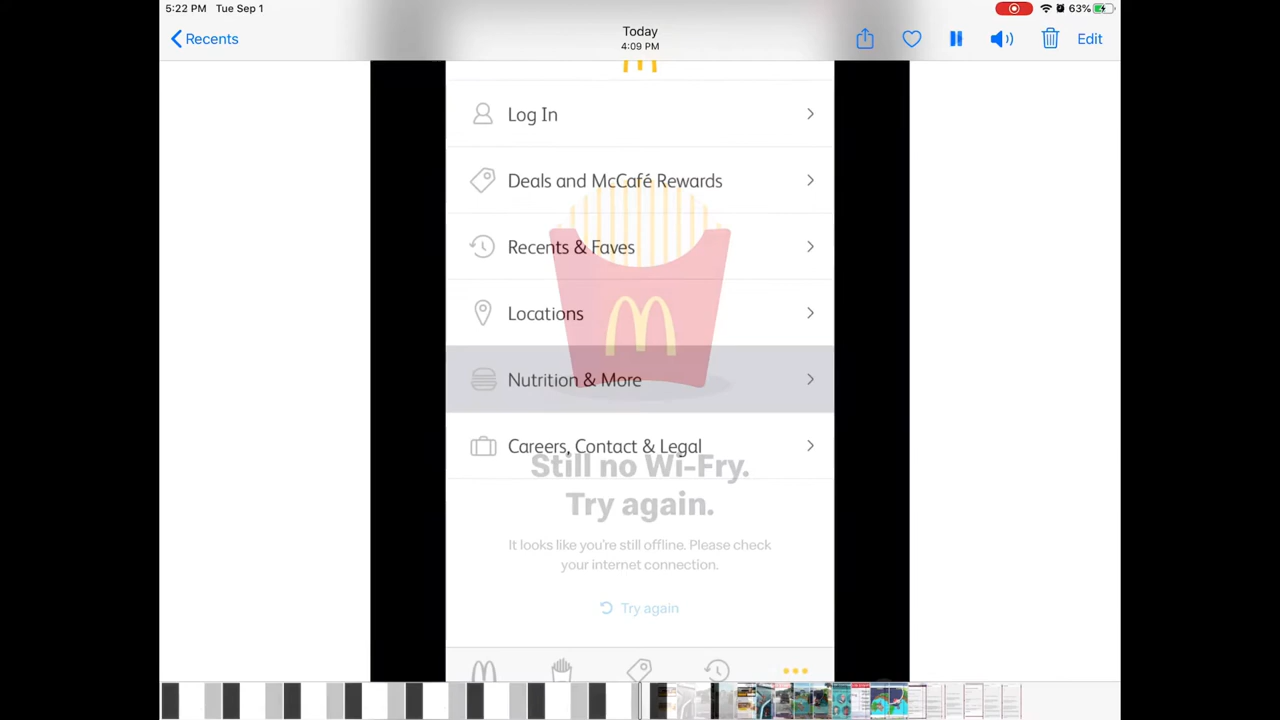 5:22 PM Tue Sep 1
63%
Recents
Today
4:09 PM
Edit
Log In
Deals and McCafé Rewards
Recents & Faves
Locations
Nutrition & More
Careers, Contact & Legal
Still no Wi-Fry.
Try again.
It looks like you're still offline. Please check
your internet connection.
Try again